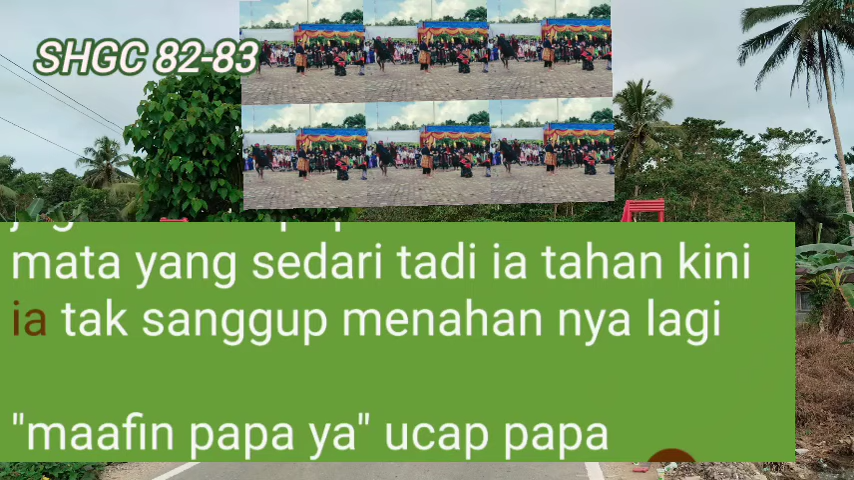 SHGC 82-83
mata yang sedari tadi ia tahan kini
ia tak sanggup menahan nya lagi
"maafin papa ya" ucap papa